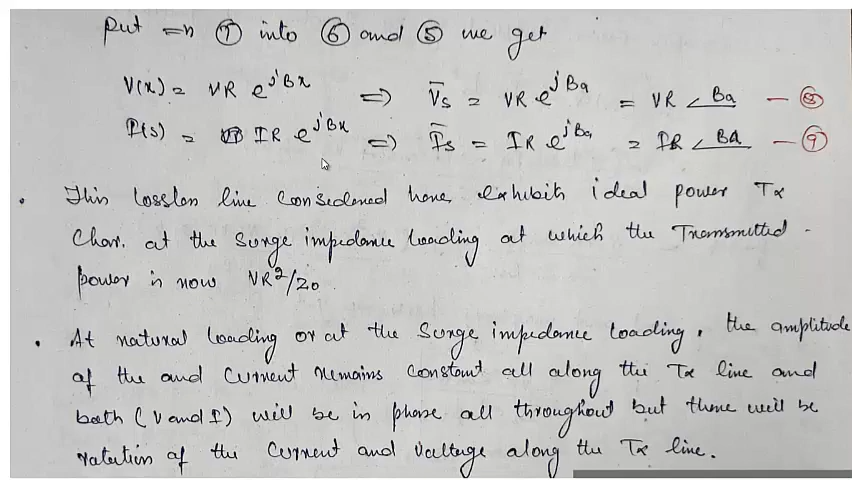 Put eqn ⑦ into ⑥ and ⑤ we get
V(x) = VR e^jBx ⇒ V̄s = VR e^jBa = VR ∠Ba — ⑧
I(s) = IR e^jBx ⇒ Īs = IR e^jBa = IR ∠Ba — ⑨
• This lossless line considered here, exhibits ideal power Tx
Char. at the Surge impedance loading at which the Transmitted
power is now VR²/Z0
• At natural loading or at the Surge impedance loading, the amplitude
of the and Current remains constant all along the Tx line and
both (V and I) will be in phase all throughout but there will be
rotation of the current and voltage along the Tx line.